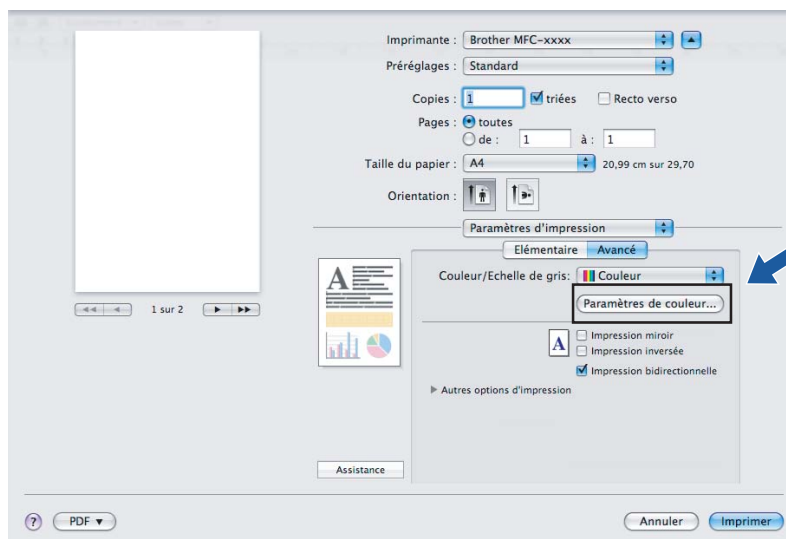 Imprimante : Brother MFC-xxxx
Préréglages : Standard
Copies : 1 triées Recto verso
Pages : toutes
de : 1 à : 1
Taille du papier : A4 20,99 cm sur 29,70
Orientation :
Paramètres d'impression
Elémentaire Avancé
Couleur/Echelle de gris: Couleur
Paramètres de couleur...
A
1 sur 2
A
Impression miroir
Impression inversée
Impression bidirectionnelle
Autres options d'impression
Assistance
? PDF Annuler Imprimer